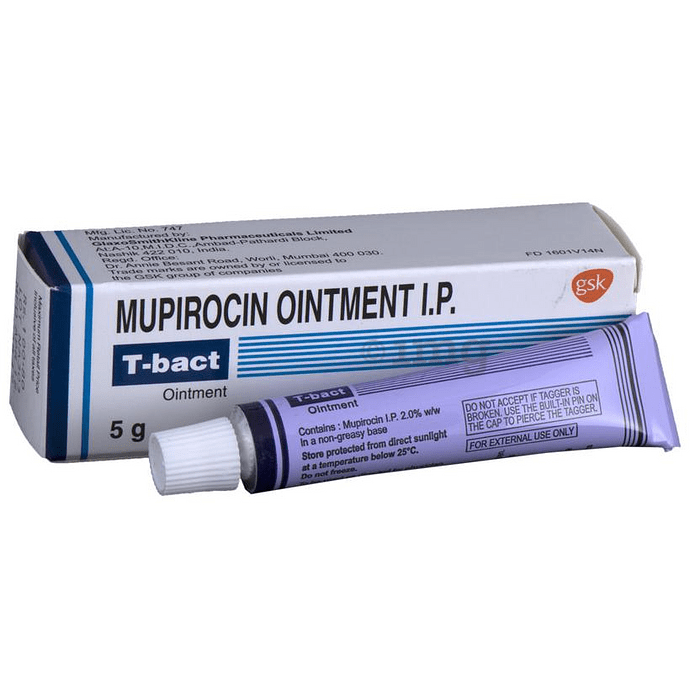 Mfg. Lic. No. 747
Manufactured by:
GlaxoSmithKline Pharmaceuticals Limited
At:A-10, M.I.D.C., Ambad-Pathardi Block,
Nashik 422 010, India.
Regd. Office:
Dr. Annie Besant Road, Worli, Mumbai 400 030.
Trade marks are owned by or licensed to
the GSK group of companies
FD 1601V14N
gsk
MUPIROCIN OINTMENT I.P.
T-bact
Ointment
5 g
Maximum Retail Price
T-bact
Ointment
Contains : Mupirocin I.P. 2.0% w/w
In a non-greasy base
Store protected from direct sunlight
at a temperature below 25°C.
Do not freeze.
DO NOT ACCEPT IF TAGGER IS
BROKEN. USE THE BUILT-IN PIN ON
THE CAP TO PIERCE THE TAGGER.
FOR EXTERNAL USE ONLY